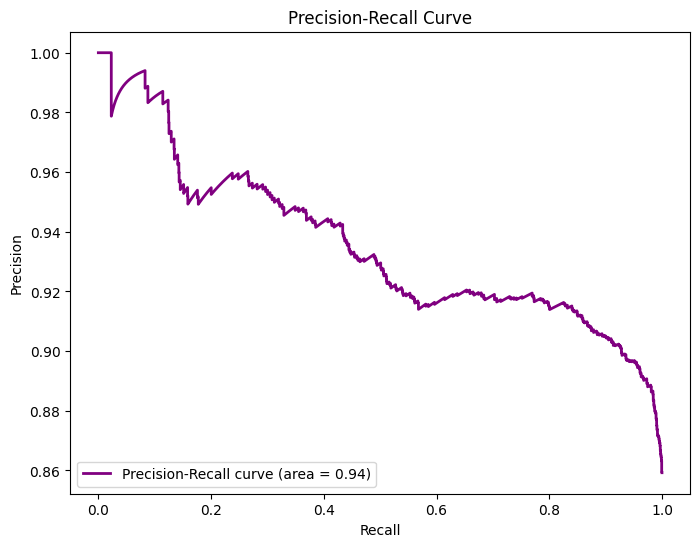 Precision-Recall Curve
1.00
0.98
0.96
0.94
0.92
0.90
0.88
0.86
Precision
Precision-Recall curve (area = 0.94)
0.0 0.2 0.4 0.6 0.8 1.0
Recall